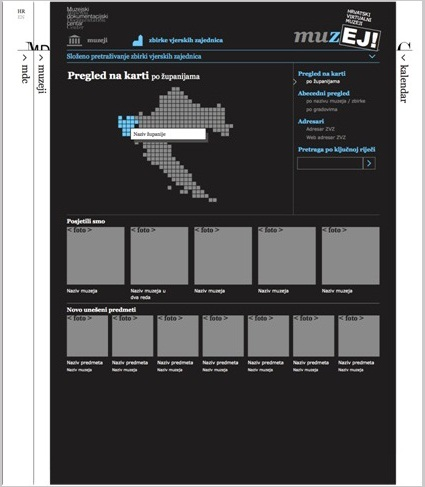 HR
EN
mdc
muzeji
kalendar
Muzejski
dokumentacijski
centar
muzeji
zbirke vjerskih zajednica
HRVATSKI
VIRTUALNI
MUZEJI
muzEJ!
Složeno pretraživanje zbirki vjerskih zajednica
Pregled na karti po županijama
Naziv županije
Pregled na karti
po županijama
Abecedni pregled
po nazivu muzeja / zbirke
po gradovima
Adresari
Adresar ZVZ
Web adresar ZVZ
Pretraga po ključnoj riječi
Posjetili smo
< foto > < foto > < foto > < foto > < foto >
Naziv muzeja Naziv muzeja u Naziv muzeja Naziv muzeja Naziv muzeja
dva reda
Novo unešeni predmeti
< foto > < foto > < foto > < foto > < foto > < foto > < foto >
Naziv predmeta Naziv predmeta Naziv predmeta Naziv predmeta Naziv predmeta Naziv predmeta Naziv predmeta
Naziv muzeja Naziv muzeja Naziv muzeja Naziv muzeja Naziv muzeja Naziv muzeja Naziv muzeja